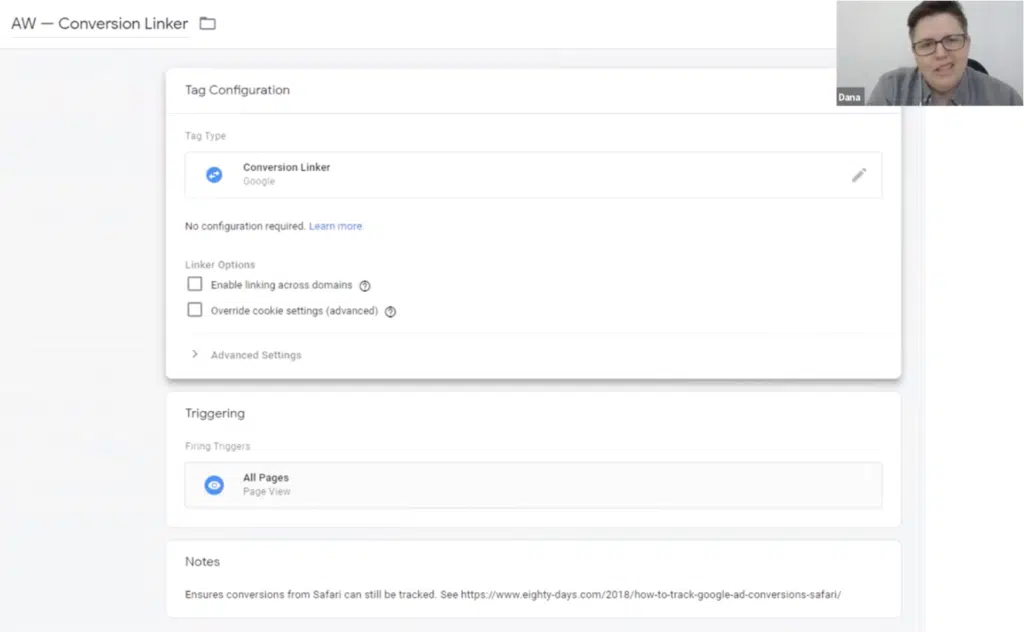 AW — Conversion Linker
Dana
Tag Configuration
Tag Type
Conversion Linker
Google
No configuration required. Learn more
Linker Options
Enable linking across domains
Override cookie settings (advanced)
Advanced Settings
Triggering
Firing Triggers
All Pages
Page View
Notes
Ensures conversions from Safari can still be tracked. See https://www.eighty-days.com/2018/how-to-track-google-ad-conversions-safari/